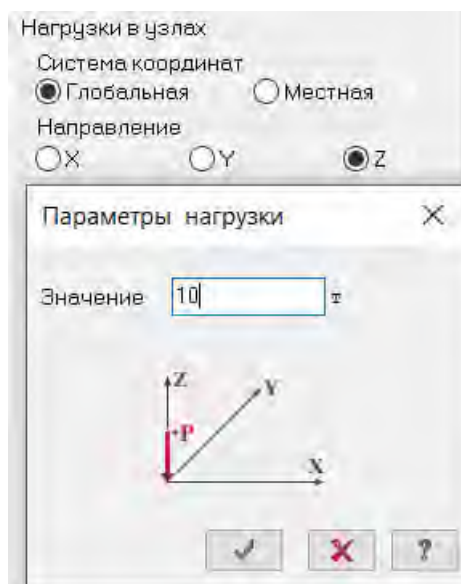 Нагрузки в узлах
Система координат
Глобальная Местная
Направление
X Y Z
Параметры нагрузки
Значение 10 т
Z
Y
+P
X
?